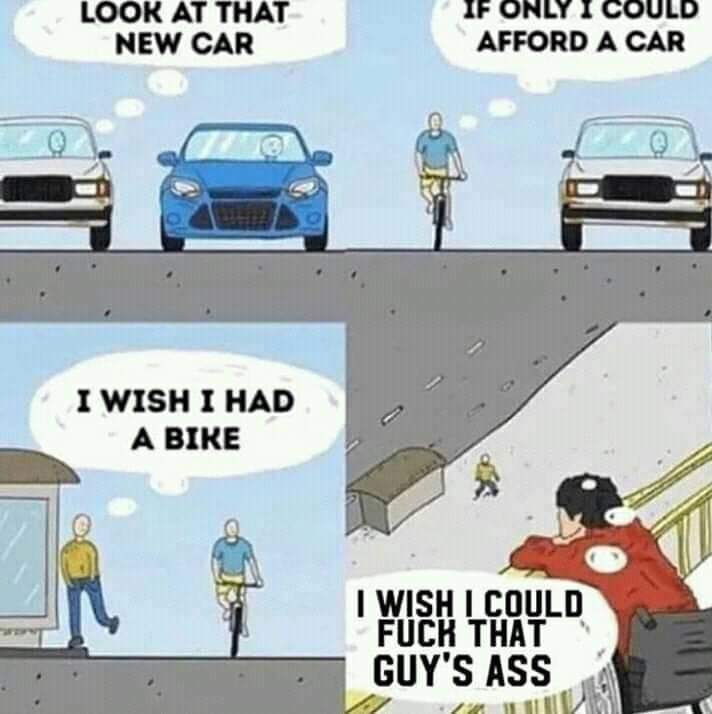 LOOK AT THAT
NEW CAR
IF ONLY I COULD
AFFORD A CAR
I WISH I HAD
A BIKE
I WISH I COULD
FUCK THAT
GUY'S ASS